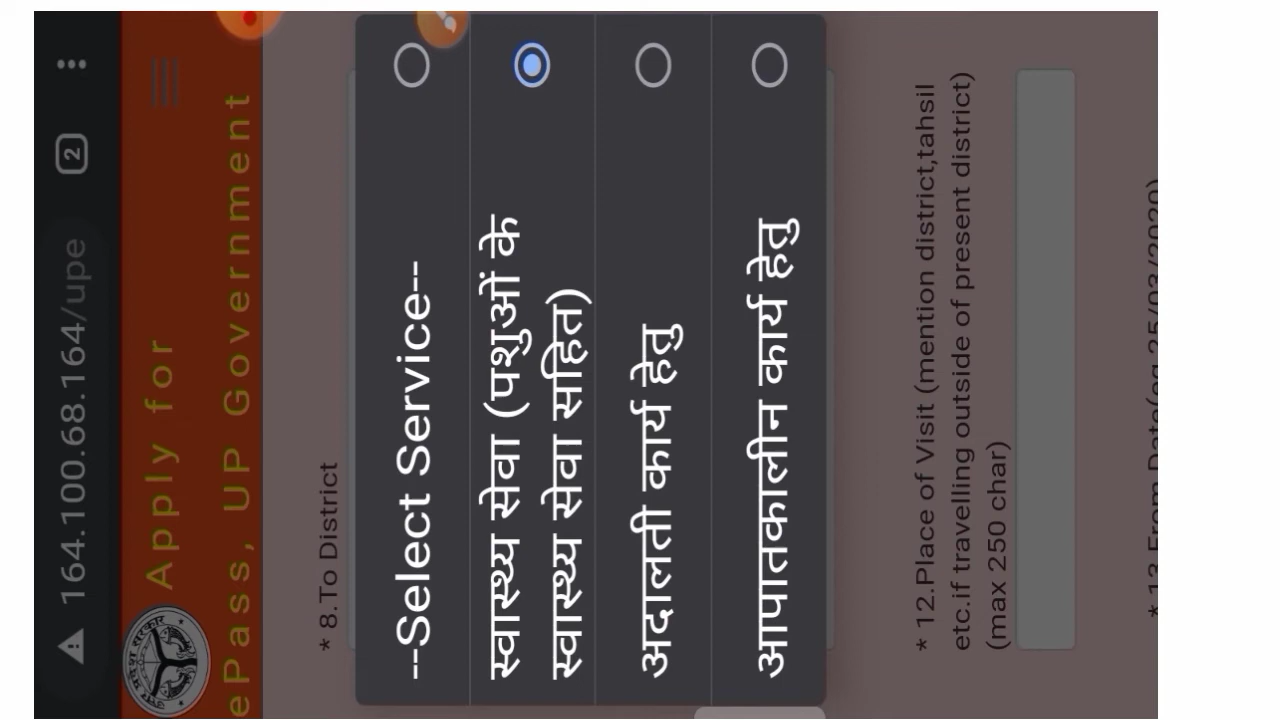 164.100.68.164/upe
2
Apply for
ePass, UP Government
* 8.To District
--Select Service--
स्वास्थ्य सेवा (पशुओं के
स्वास्थ्य सेवा सहित)
अदालती कार्य हेतु
आपातकालीन कार्य हेतु
* 12.Place of Visit (mention district,tahsil
etc.if travelling outside of present district)
(max 250 char)
* 13.From Date(eg.25/03/2020)